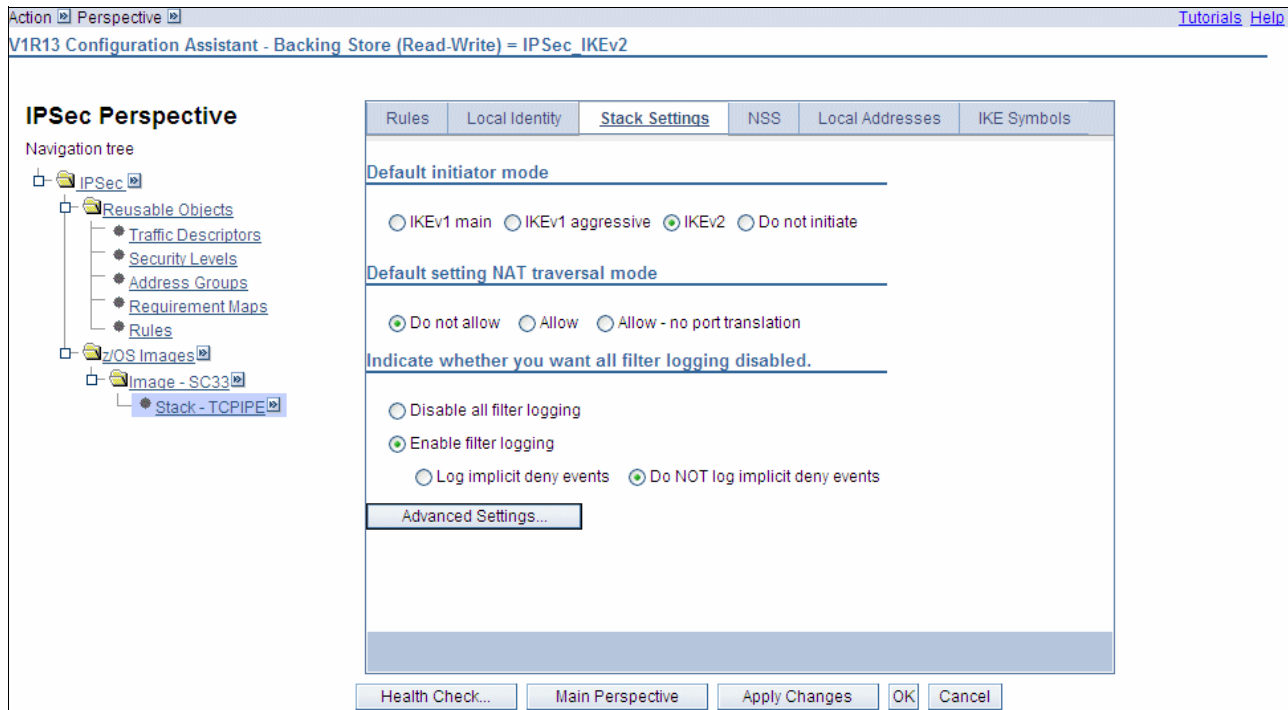 Action Perspective Tutorials Help
V1R13 Configuration Assistant - Backing Store (Read-Write) = IPSec_IKEv2
IPSec Perspective
Navigation tree
IPSec
Reusable Objects
Traffic Descriptors
Security Levels
Address Groups
Requirement Maps
Rules
z/OS Images
Image - SC33
Stack - TCPIPE
Rules Local Identity Stack Settings NSS Local Addresses IKE Symbols
Default initiator mode
IKEv1 main IKEv1 aggressive IKEv2 Do not initiate
Default setting NAT traversal mode
Do not allow Allow Allow - no port translation
Indicate whether you want all filter logging disabled.
Disable all filter logging
Enable filter logging
Log implicit deny events Do NOT log implicit deny events
Advanced Settings...
Health Check... Main Perspective Apply Changes OK Cancel